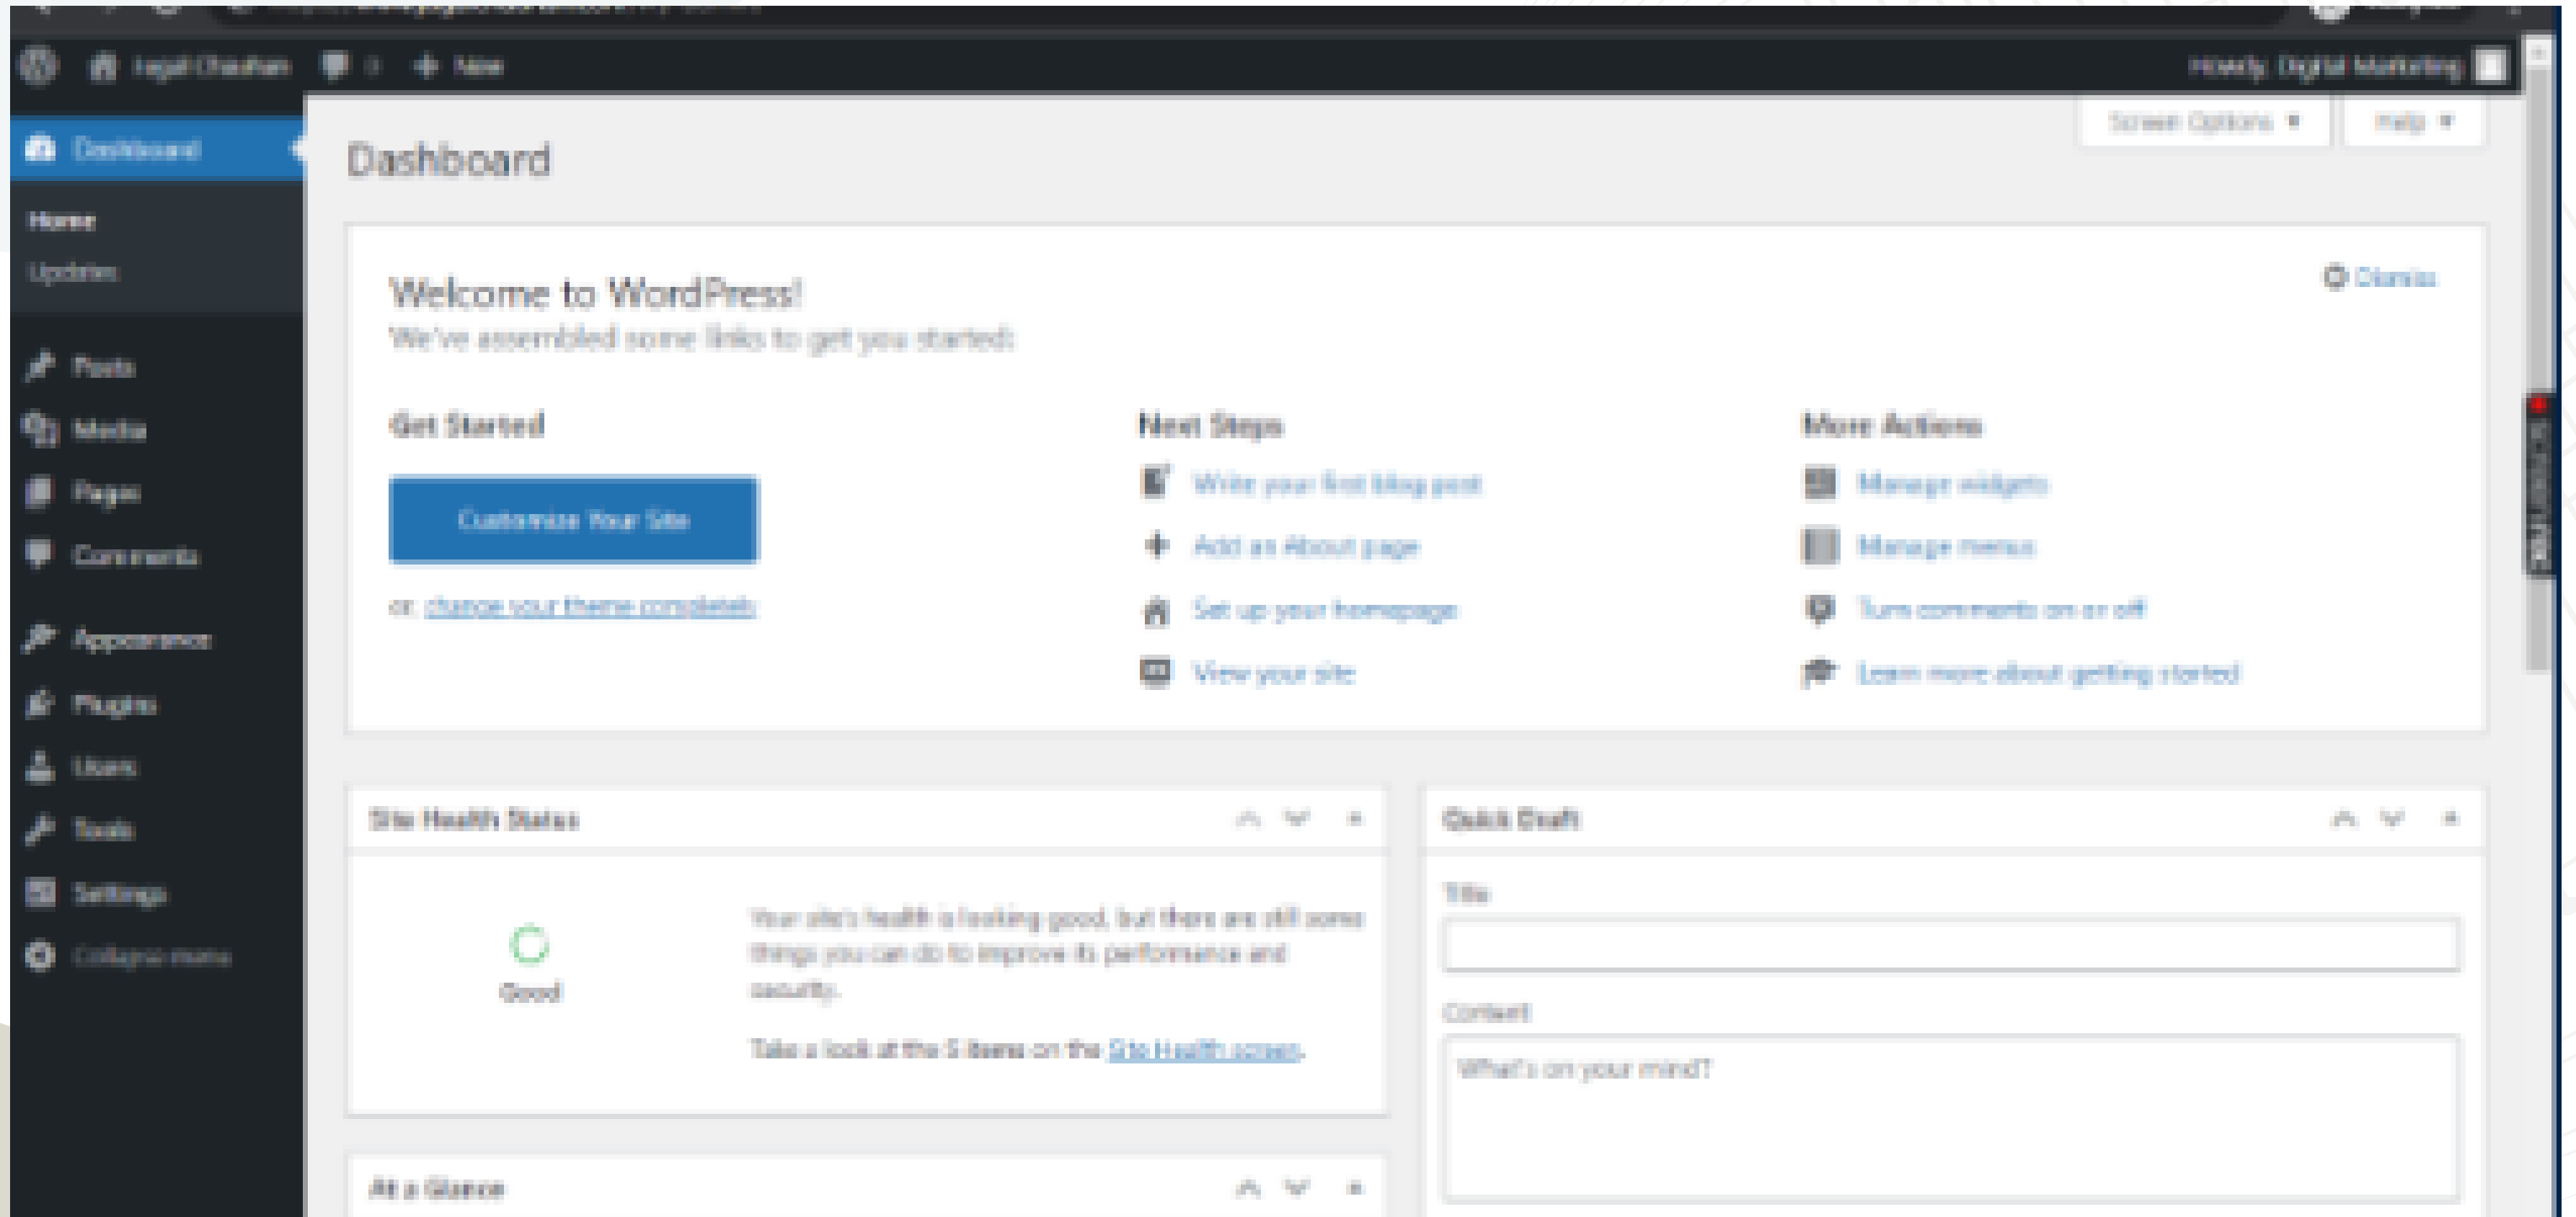 Chauhan
New
Howdy, Digital Marketing
Dashboard
Screen Options
Help
Dashboard
Home
Updates
Welcome to WordPress!
Dismiss
We've assembled some links to get you started:
Posts
Media
Get Started
Next Steps
More Actions
Pages
Customize Your Site
Write your first blog post
Manage widgets
Comments
Add an About page
Manage menus
or, change your theme completely
Set up your homepage
Turn comments on or off
Appearance
View your site
Learn more about getting started
Plugins
Users
Tools
Site Health Status
Quick Draft
Settings
Title
Your site's health is looking good, but there are still some
things you can do to improve its performance and
security.
Collapse menu
Good
Content
Take a look at the 5 items on the Site Health screen.
What's on your mind?
At a Glance